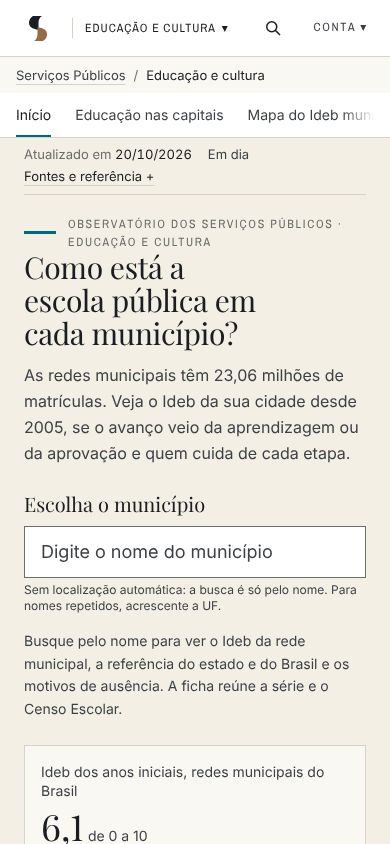 EDUCAÇÃO E CULTURA ▾
CONTA ▾
Serviços Públicos / Educação e cultura
Início Educação nas capitais Mapa do Ideb mun
Atualizado em 20/10/2026 Em dia
Fontes e referência +
OBSERVATÓRIO DOS SERVIÇOS PÚBLICOS ·
EDUCAÇÃO E CULTURA
Como está a
escola pública em
cada município?
As redes municipais têm 23,06 milhões de
matrículas. Veja o Ideb da sua cidade desde
2005, se o avanço veio da aprendizagem ou
da aprovação e quem cuida de cada etapa.
Escolha o município
Digite o nome do município
Sem localização automática: a busca é só pelo nome. Para
nomes repetidos, acrescente a UF.
Busque pelo nome para ver o Ideb da rede
municipal, a referência do estado e do Brasil e os
motivos de ausência. A ficha reúne a série e o
Censo Escolar.
Ideb dos anos iniciais, redes municipais do
Brasil
6,1 de 0 a 10